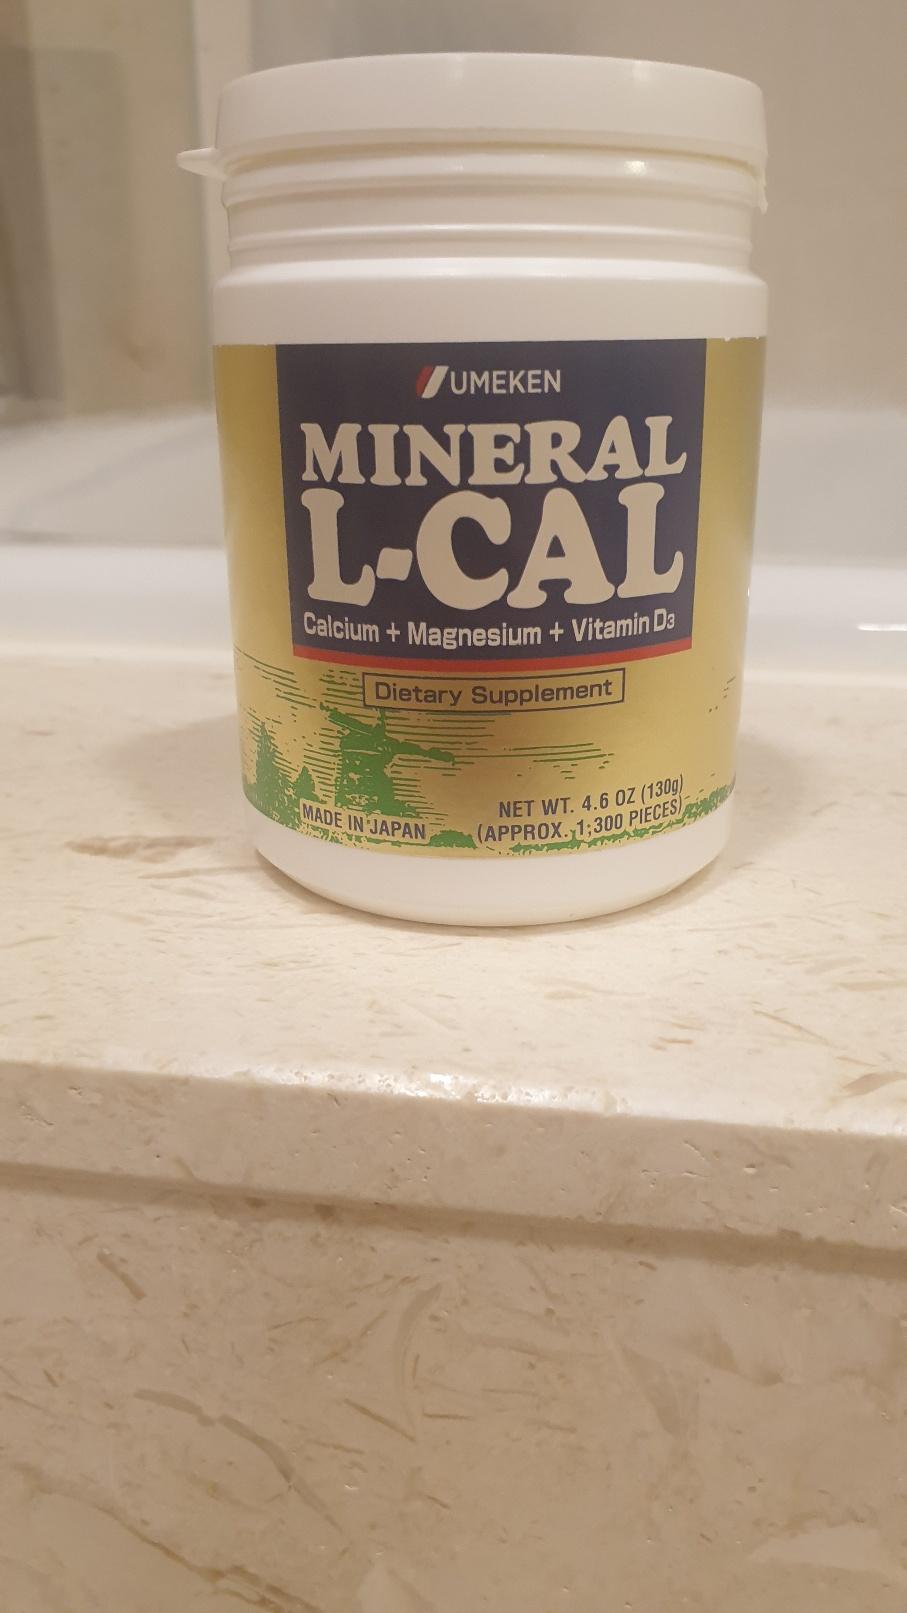 UMEKEN
MINERAL
L-CAL
Calcium + Magnesium + Vitamin D3
Dietary Supplement
MADE IN JAPAN
NET WT. 4.6 OZ (130g)
(APPROX. 1,300 PIECES)